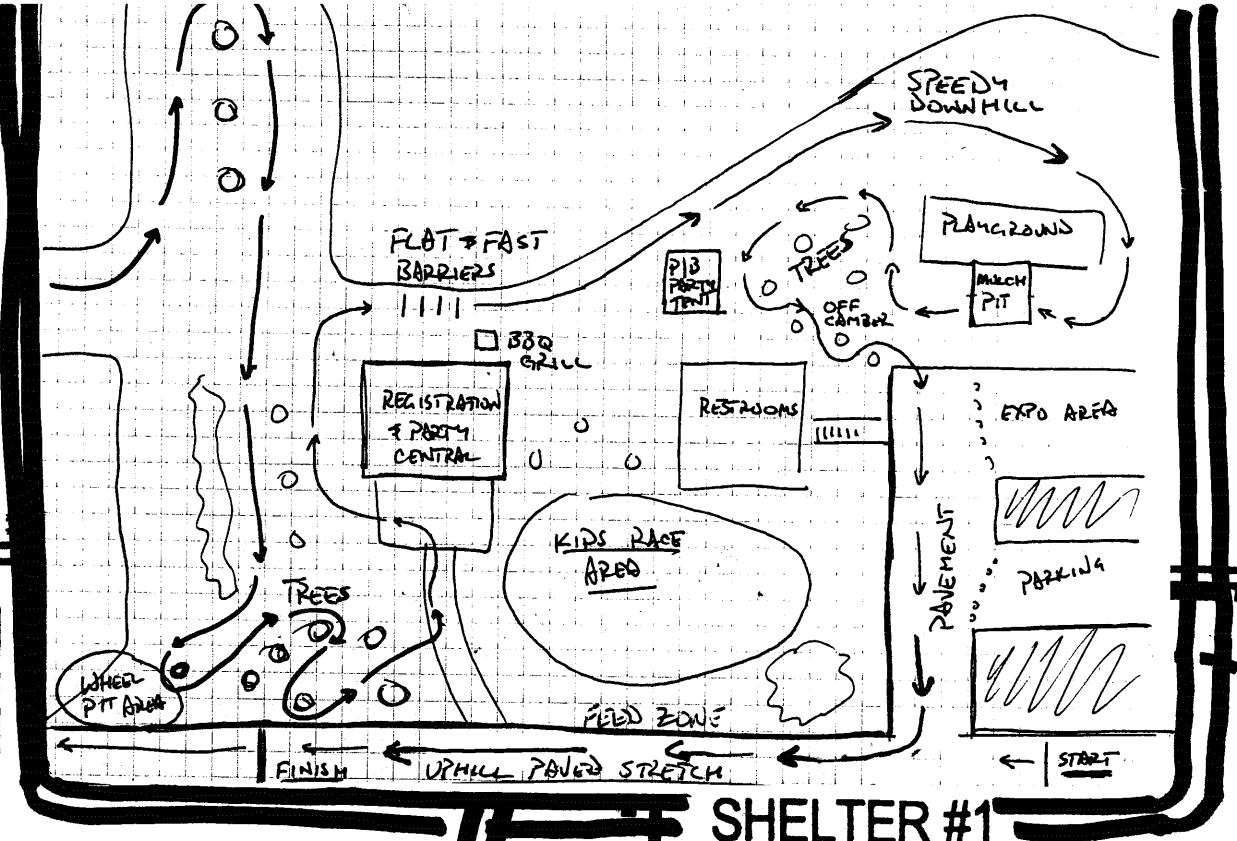 SPEEDY
DOWNHILL
FLAT & FAST
BARRIERS
PLAYGROUND
TREES
PIB
PARTY
TENT
MULCH
PIT
OFF
CAMBER
BBQ
GRILL
REGISTRATION
& PARTY
CENTRAL
RESTROOMS
EXPO AREA
PAVEMENT
KIDS RACE
AREA
PARKING
TREES
WHEEL
PIT AREA
FEED ZONE
FINISH
UPHILL PAVED STRETCH
START
SHELTER #1